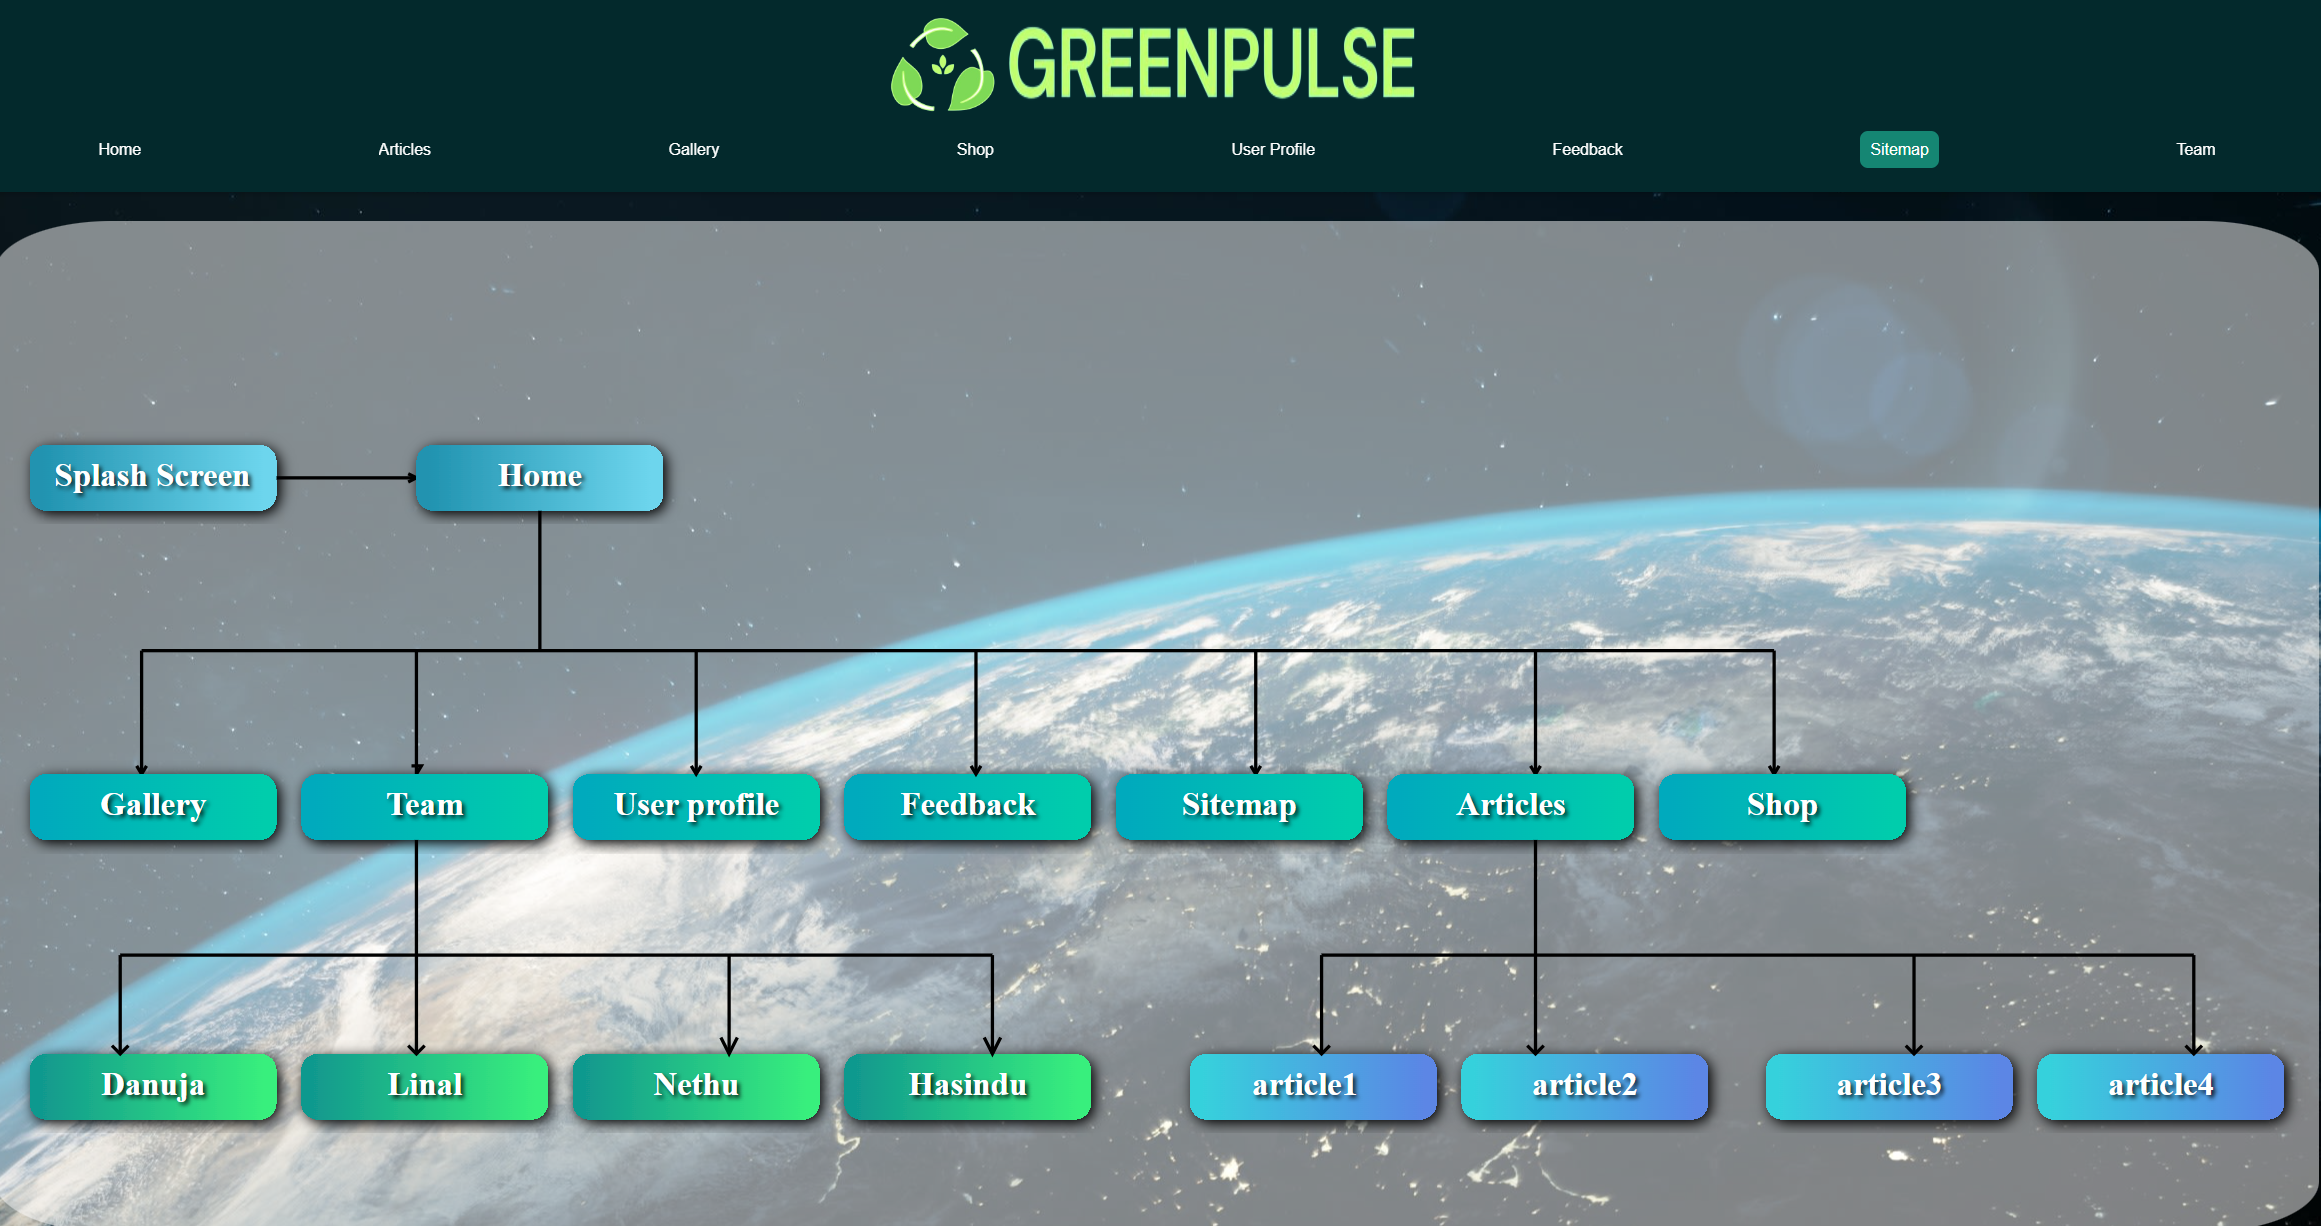 GREENPULSE
Home Articles Gallery Shop User Profile Feedback Sitemap Team
Splash Screen Home
Gallery Team User profile Feedback Sitemap Articles Shop
Danuja Linal Nethu Hasindu article1 article2 article3 article4